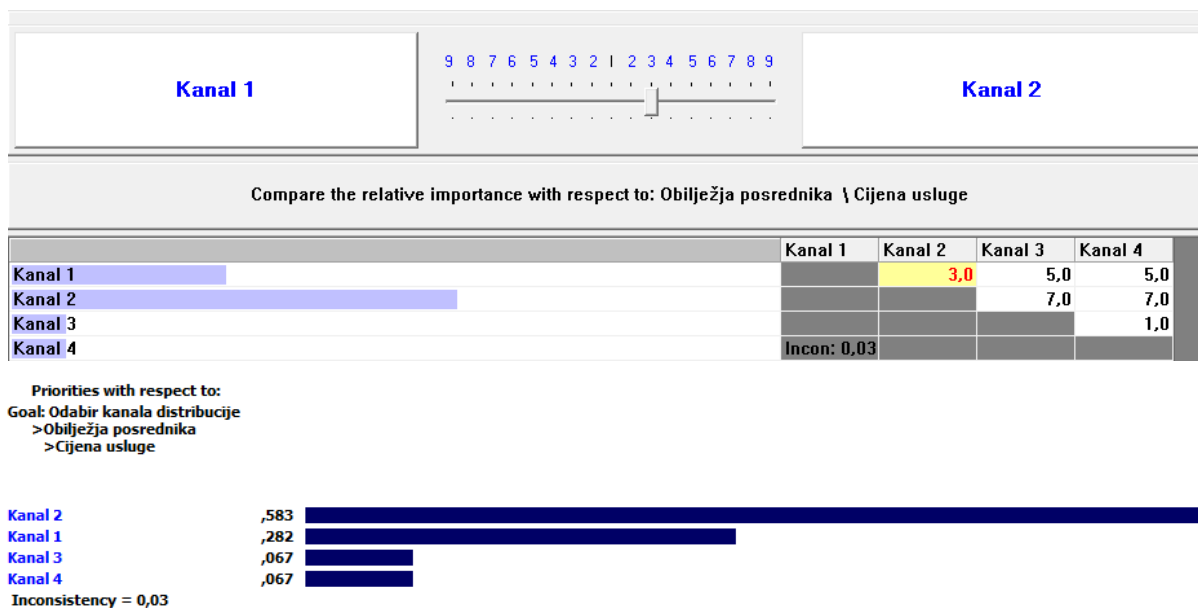 Kanal 1
9 8 7 6 5 4 3 2 | 2 3 4 5 6 7 8 9
Kanal 2
Compare the relative importance with respect to: Obilježja posrednika \ Cijena usluge
Kanal 1 Kanal 2 Kanal 3 Kanal 4
Kanal 1 3,0 5,0 5,0
Kanal 2 7,0 7,0
Kanal 3 1,0
Kanal 4 Incon: 0,03
Priorities with respect to:
Goal: Odabir kanala distribucije
>Obilježja posrednika
>Cijena usluge
Kanal 2 ,583
Kanal 1 ,282
Kanal 3 ,067
Kanal 4 ,067
Inconsistency = 0,03